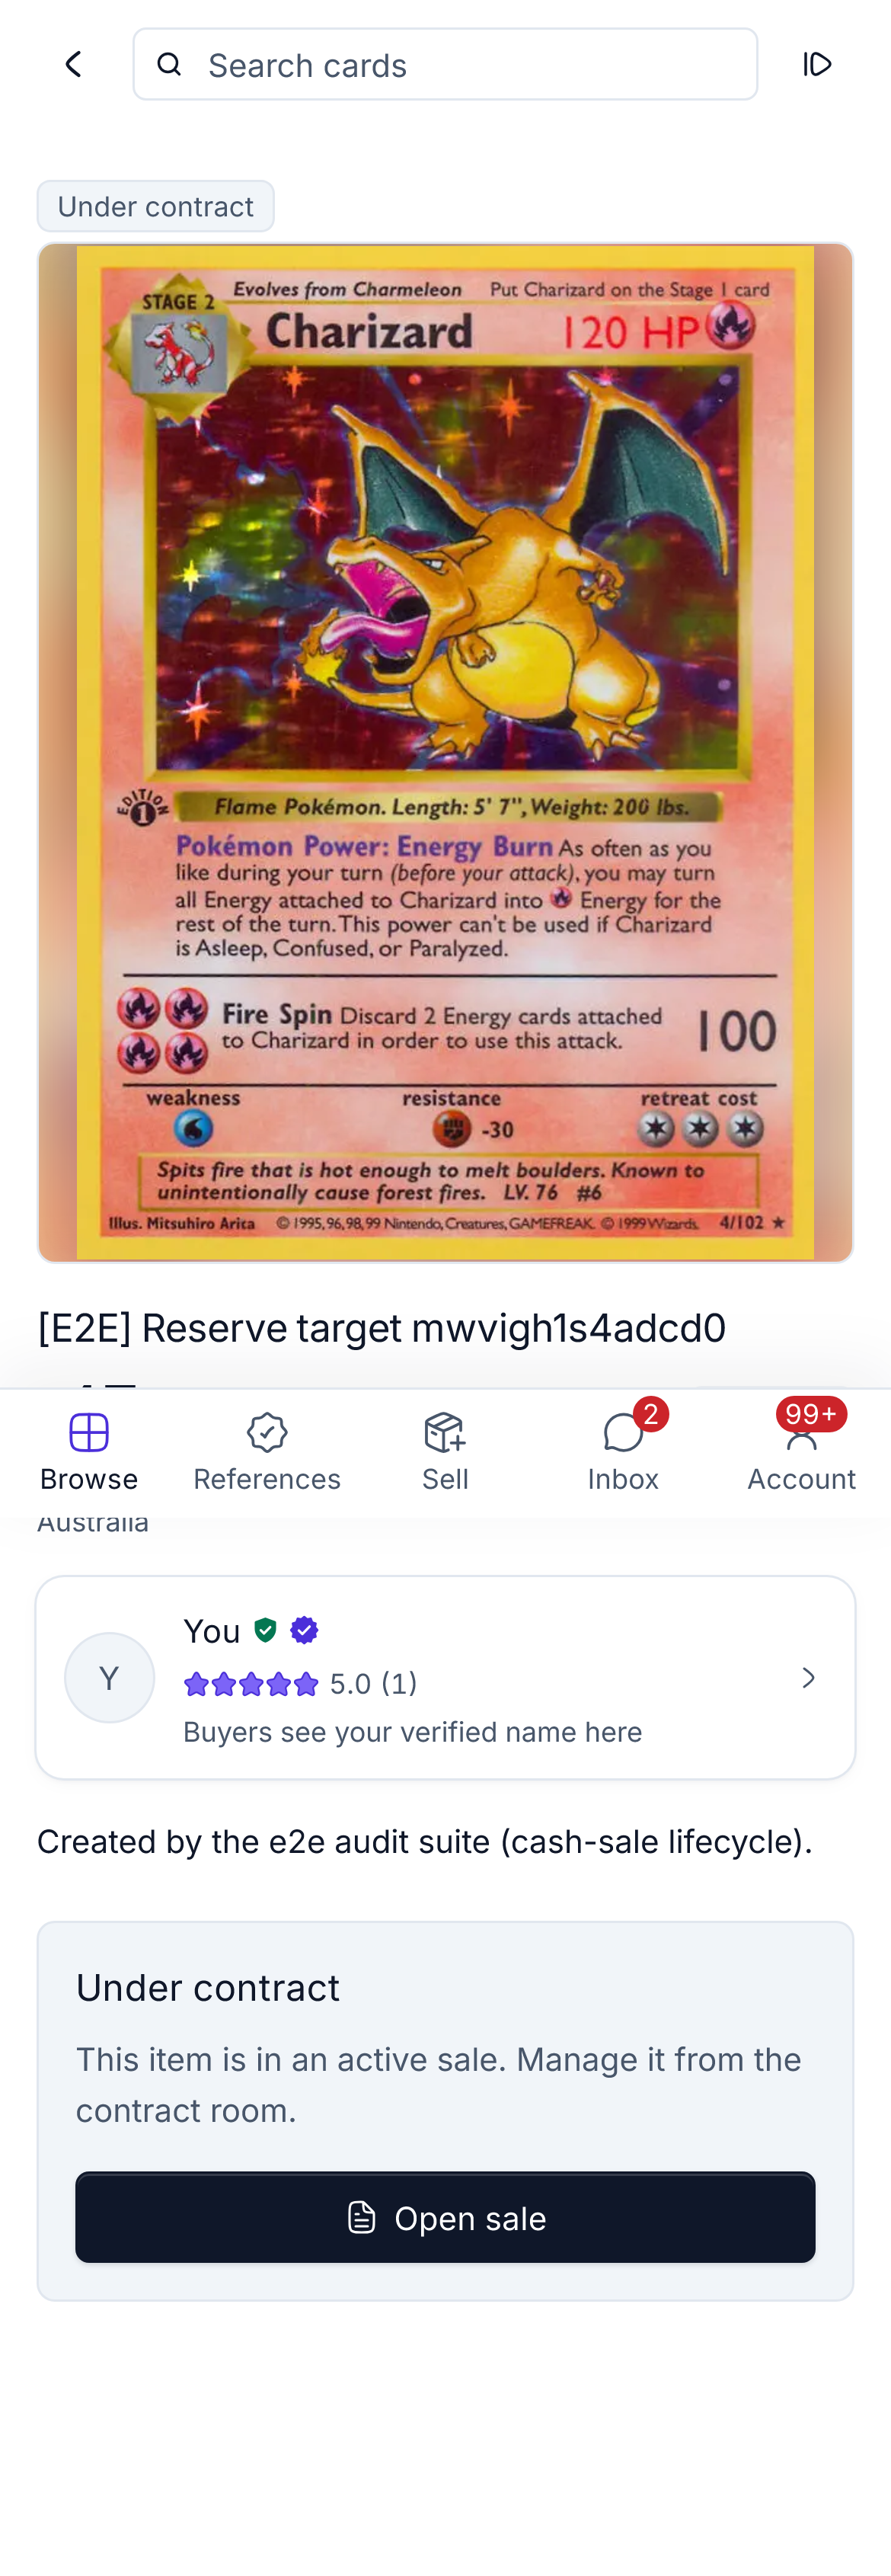 Search cards
Under contract
STAGE 2
Evolves from Charmeleon
Put Charizard on the Stage 1 card
Charizard
120 HP
EDITION
1
Flame Pokémon. Length: 5' 7", Weight: 200 lbs.
Pokémon Power: Energy Burn As often as you
like during your turn (before your attack), you may turn
all Energy attached to Charizard into Energy for the
rest of the turn. This power can't be used if Charizard
is Asleep, Confused, or Paralyzed.
Fire Spin Discard 2 Energy cards attached
to Charizard in order to use this attack.
100
weakness
resistance
retreat cost
-30
Spits fire that is hot enough to melt boulders. Known to
unintentionally cause forest fires. LV. 76 #6
Illus. Mitsuhiro Arita © 1995, 96, 98, 99 Nintendo, Creatures, GAMEFREAK. © 1999 Wizards. 4/102 ★
[E2E] Reserve target mwvigh1s4adcd0
Browse
References
Sell
2
Inbox
99+
Account
Australia
Y
You
5.0 (1)
Buyers see your verified name here
Created by the e2e audit suite (cash-sale lifecycle).
Under contract
This item is in an active sale. Manage it from the
contract room.
Open sale